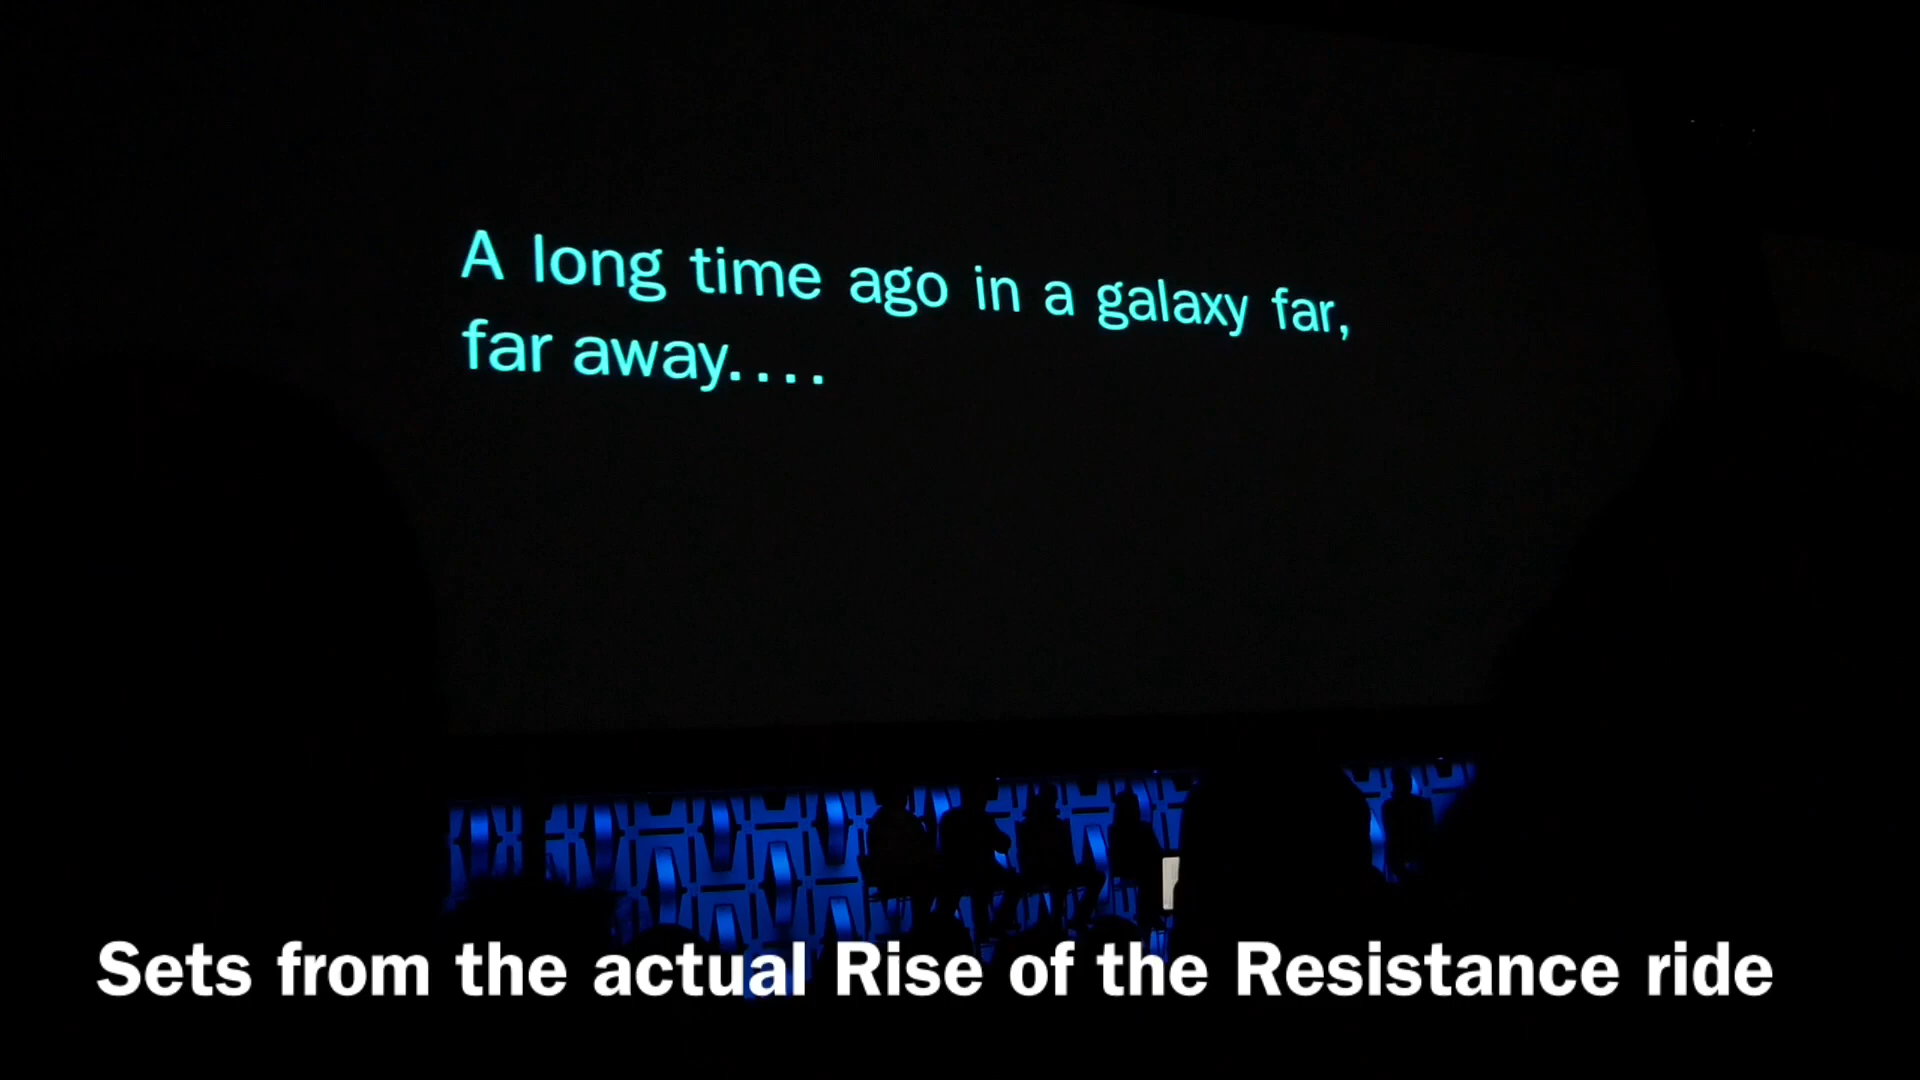 A long time ago in a galaxy far,
far away....
Sets from the actual Rise of the Resistance ride